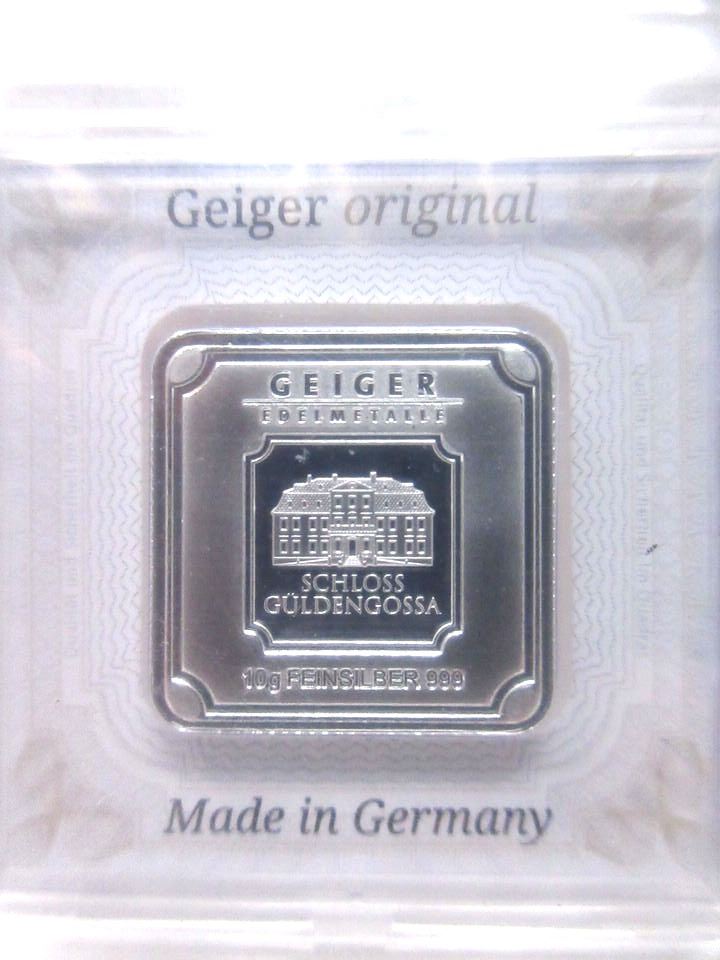 Geiger original
GEIGER
EDELMETALLE
SCHLOSS
GÜLDENGOSSA
10g FEINSILBER 999
Made in Germany